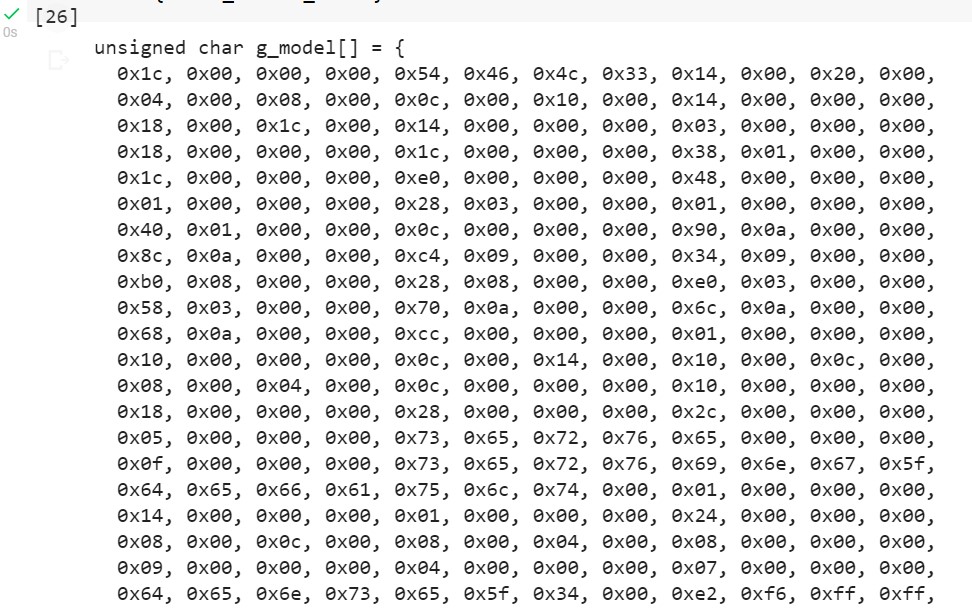 [26]
0s
unsigned char g_model[] = {
0x1c, 0x00, 0x00, 0x00, 0x54, 0x46, 0x4c, 0x33, 0x14, 0x00, 0x20, 0x00,
0x04, 0x00, 0x08, 0x00, 0x0c, 0x00, 0x10, 0x00, 0x14, 0x00, 0x00, 0x00,
0x18, 0x00, 0x1c, 0x00, 0x14, 0x00, 0x00, 0x00, 0x03, 0x00, 0x00, 0x00,
0x18, 0x00, 0x00, 0x00, 0x1c, 0x00, 0x00, 0x00, 0x38, 0x01, 0x00, 0x00,
0x1c, 0x00, 0x00, 0x00, 0xe0, 0x00, 0x00, 0x00, 0x48, 0x00, 0x00, 0x00,
0x01, 0x00, 0x00, 0x00, 0x28, 0x03, 0x00, 0x00, 0x01, 0x00, 0x00, 0x00,
0x40, 0x01, 0x00, 0x00, 0x0c, 0x00, 0x00, 0x00, 0x90, 0x0a, 0x00, 0x00,
0x8c, 0x0a, 0x00, 0x00, 0xc4, 0x09, 0x00, 0x00, 0x34, 0x09, 0x00, 0x00,
0xb0, 0x08, 0x00, 0x00, 0x28, 0x08, 0x00, 0x00, 0xe0, 0x03, 0x00, 0x00,
0x58, 0x03, 0x00, 0x00, 0x70, 0x0a, 0x00, 0x00, 0x6c, 0x0a, 0x00, 0x00,
0x68, 0x0a, 0x00, 0x00, 0xcc, 0x00, 0x00, 0x00, 0x01, 0x00, 0x00, 0x00,
0x10, 0x00, 0x00, 0x00, 0x0c, 0x00, 0x14, 0x00, 0x10, 0x00, 0x0c, 0x00,
0x08, 0x00, 0x04, 0x00, 0x0c, 0x00, 0x00, 0x00, 0x10, 0x00, 0x00, 0x00,
0x18, 0x00, 0x00, 0x00, 0x28, 0x00, 0x00, 0x00, 0x2c, 0x00, 0x00, 0x00,
0x05, 0x00, 0x00, 0x00, 0x73, 0x65, 0x72, 0x76, 0x65, 0x00, 0x00, 0x00,
0x0f, 0x00, 0x00, 0x00, 0x73, 0x65, 0x72, 0x76, 0x69, 0x6e, 0x67, 0x5f,
0x64, 0x65, 0x66, 0x61, 0x75, 0x6c, 0x74, 0x00, 0x01, 0x00, 0x00, 0x00,
0x14, 0x00, 0x00, 0x00, 0x01, 0x00, 0x00, 0x00, 0x24, 0x00, 0x00, 0x00,
0x08, 0x00, 0x0c, 0x00, 0x08, 0x00, 0x04, 0x00, 0x08, 0x00, 0x00, 0x00,
0x09, 0x00, 0x00, 0x00, 0x04, 0x00, 0x00, 0x00, 0x07, 0x00, 0x00, 0x00,
0x64, 0x65, 0x6e, 0x73, 0x65, 0x5f, 0x34, 0x00, 0xe2, 0xf6, 0xff, 0xff,